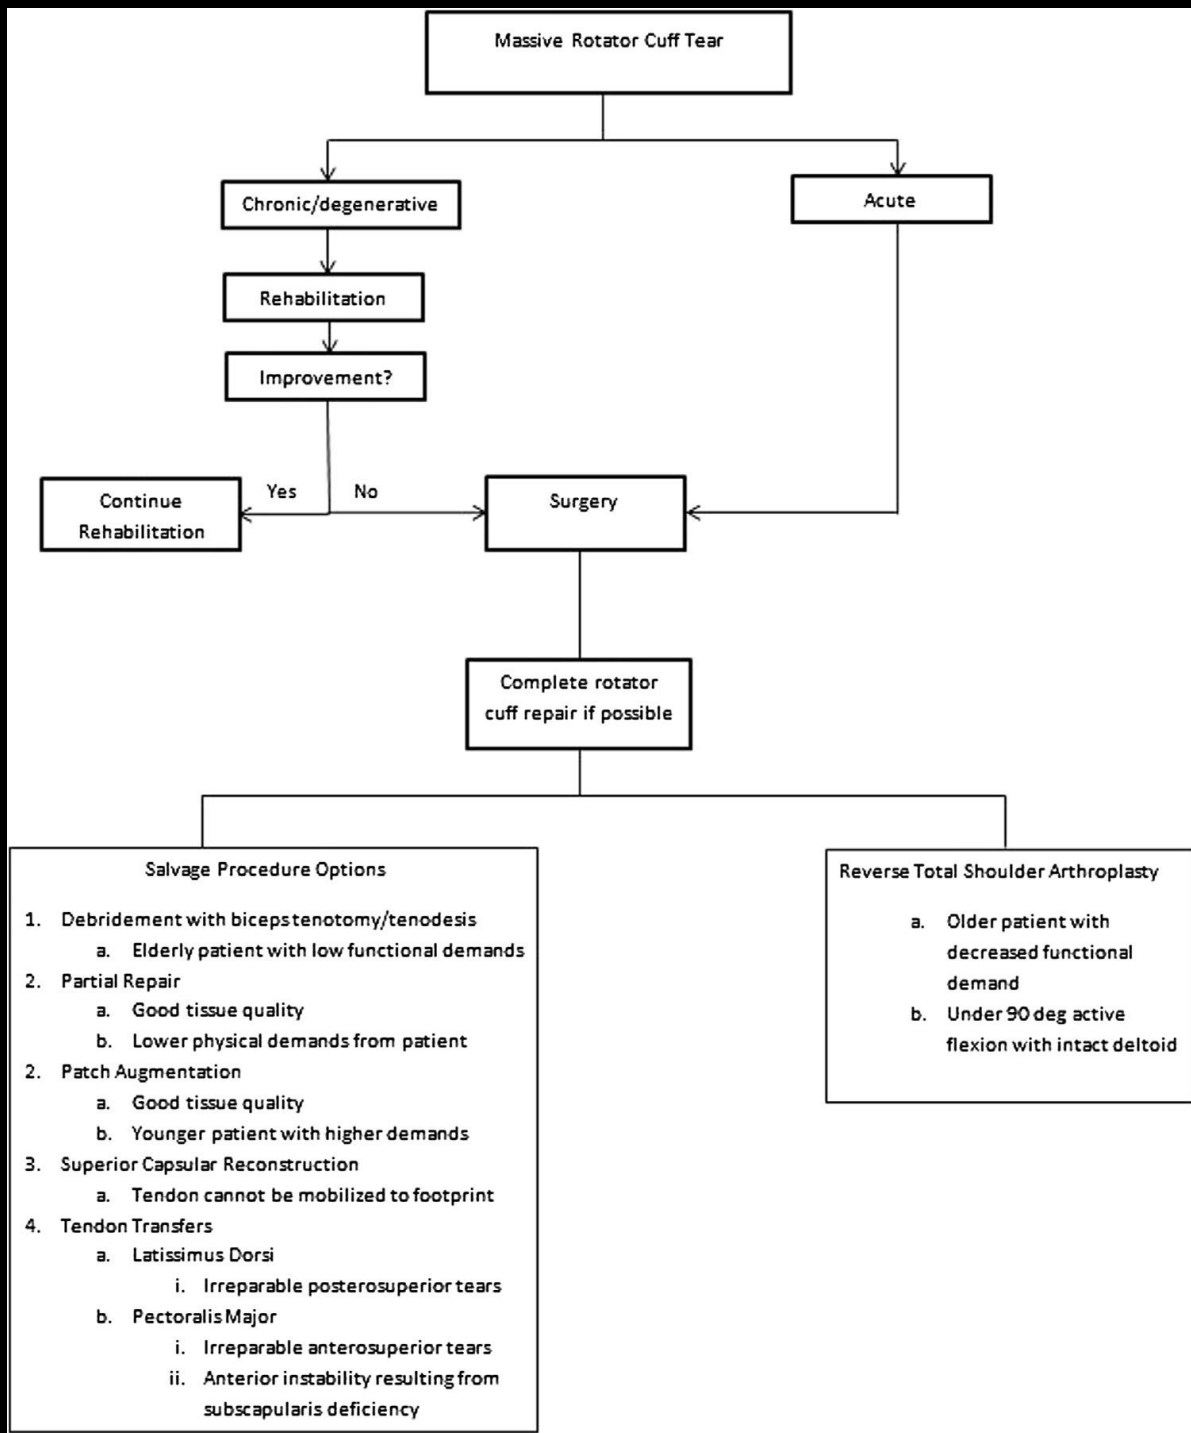 Massive Rotator Cuff Tear
Chronic/degenerative
Acute
Rehabilitation
Improvement?
Yes
No
Continue
Rehabilitation
Surgery
Complete rotator
cuff repair if possible
Salvage Procedure Options
1. Debridement with biceps tenotomy/tenodesis
a. Elderly patient with low functional demands
2. Partial Repair
a. Good tissue quality
b. Lower physical demands from patient
2. Patch Augmentation
a. Good tissue quality
b. Younger patient with higher demands
3. Superior Capsular Reconstruction
a. Tendon cannot be mobilized to footprint
4. Tendon Transfers
a. Latissimus Dorsi
i. Irreparable posterosuperior tears
b. Pectoralis Major
i. Irreparable anterosuperior tears
ii. Anterior instability resulting from
subscapularis deficiency
Reverse Total Shoulder Arthroplasty
a. Older patient with
decreased functional
demand
b. Under 90 deg active
flexion with intact deltoid